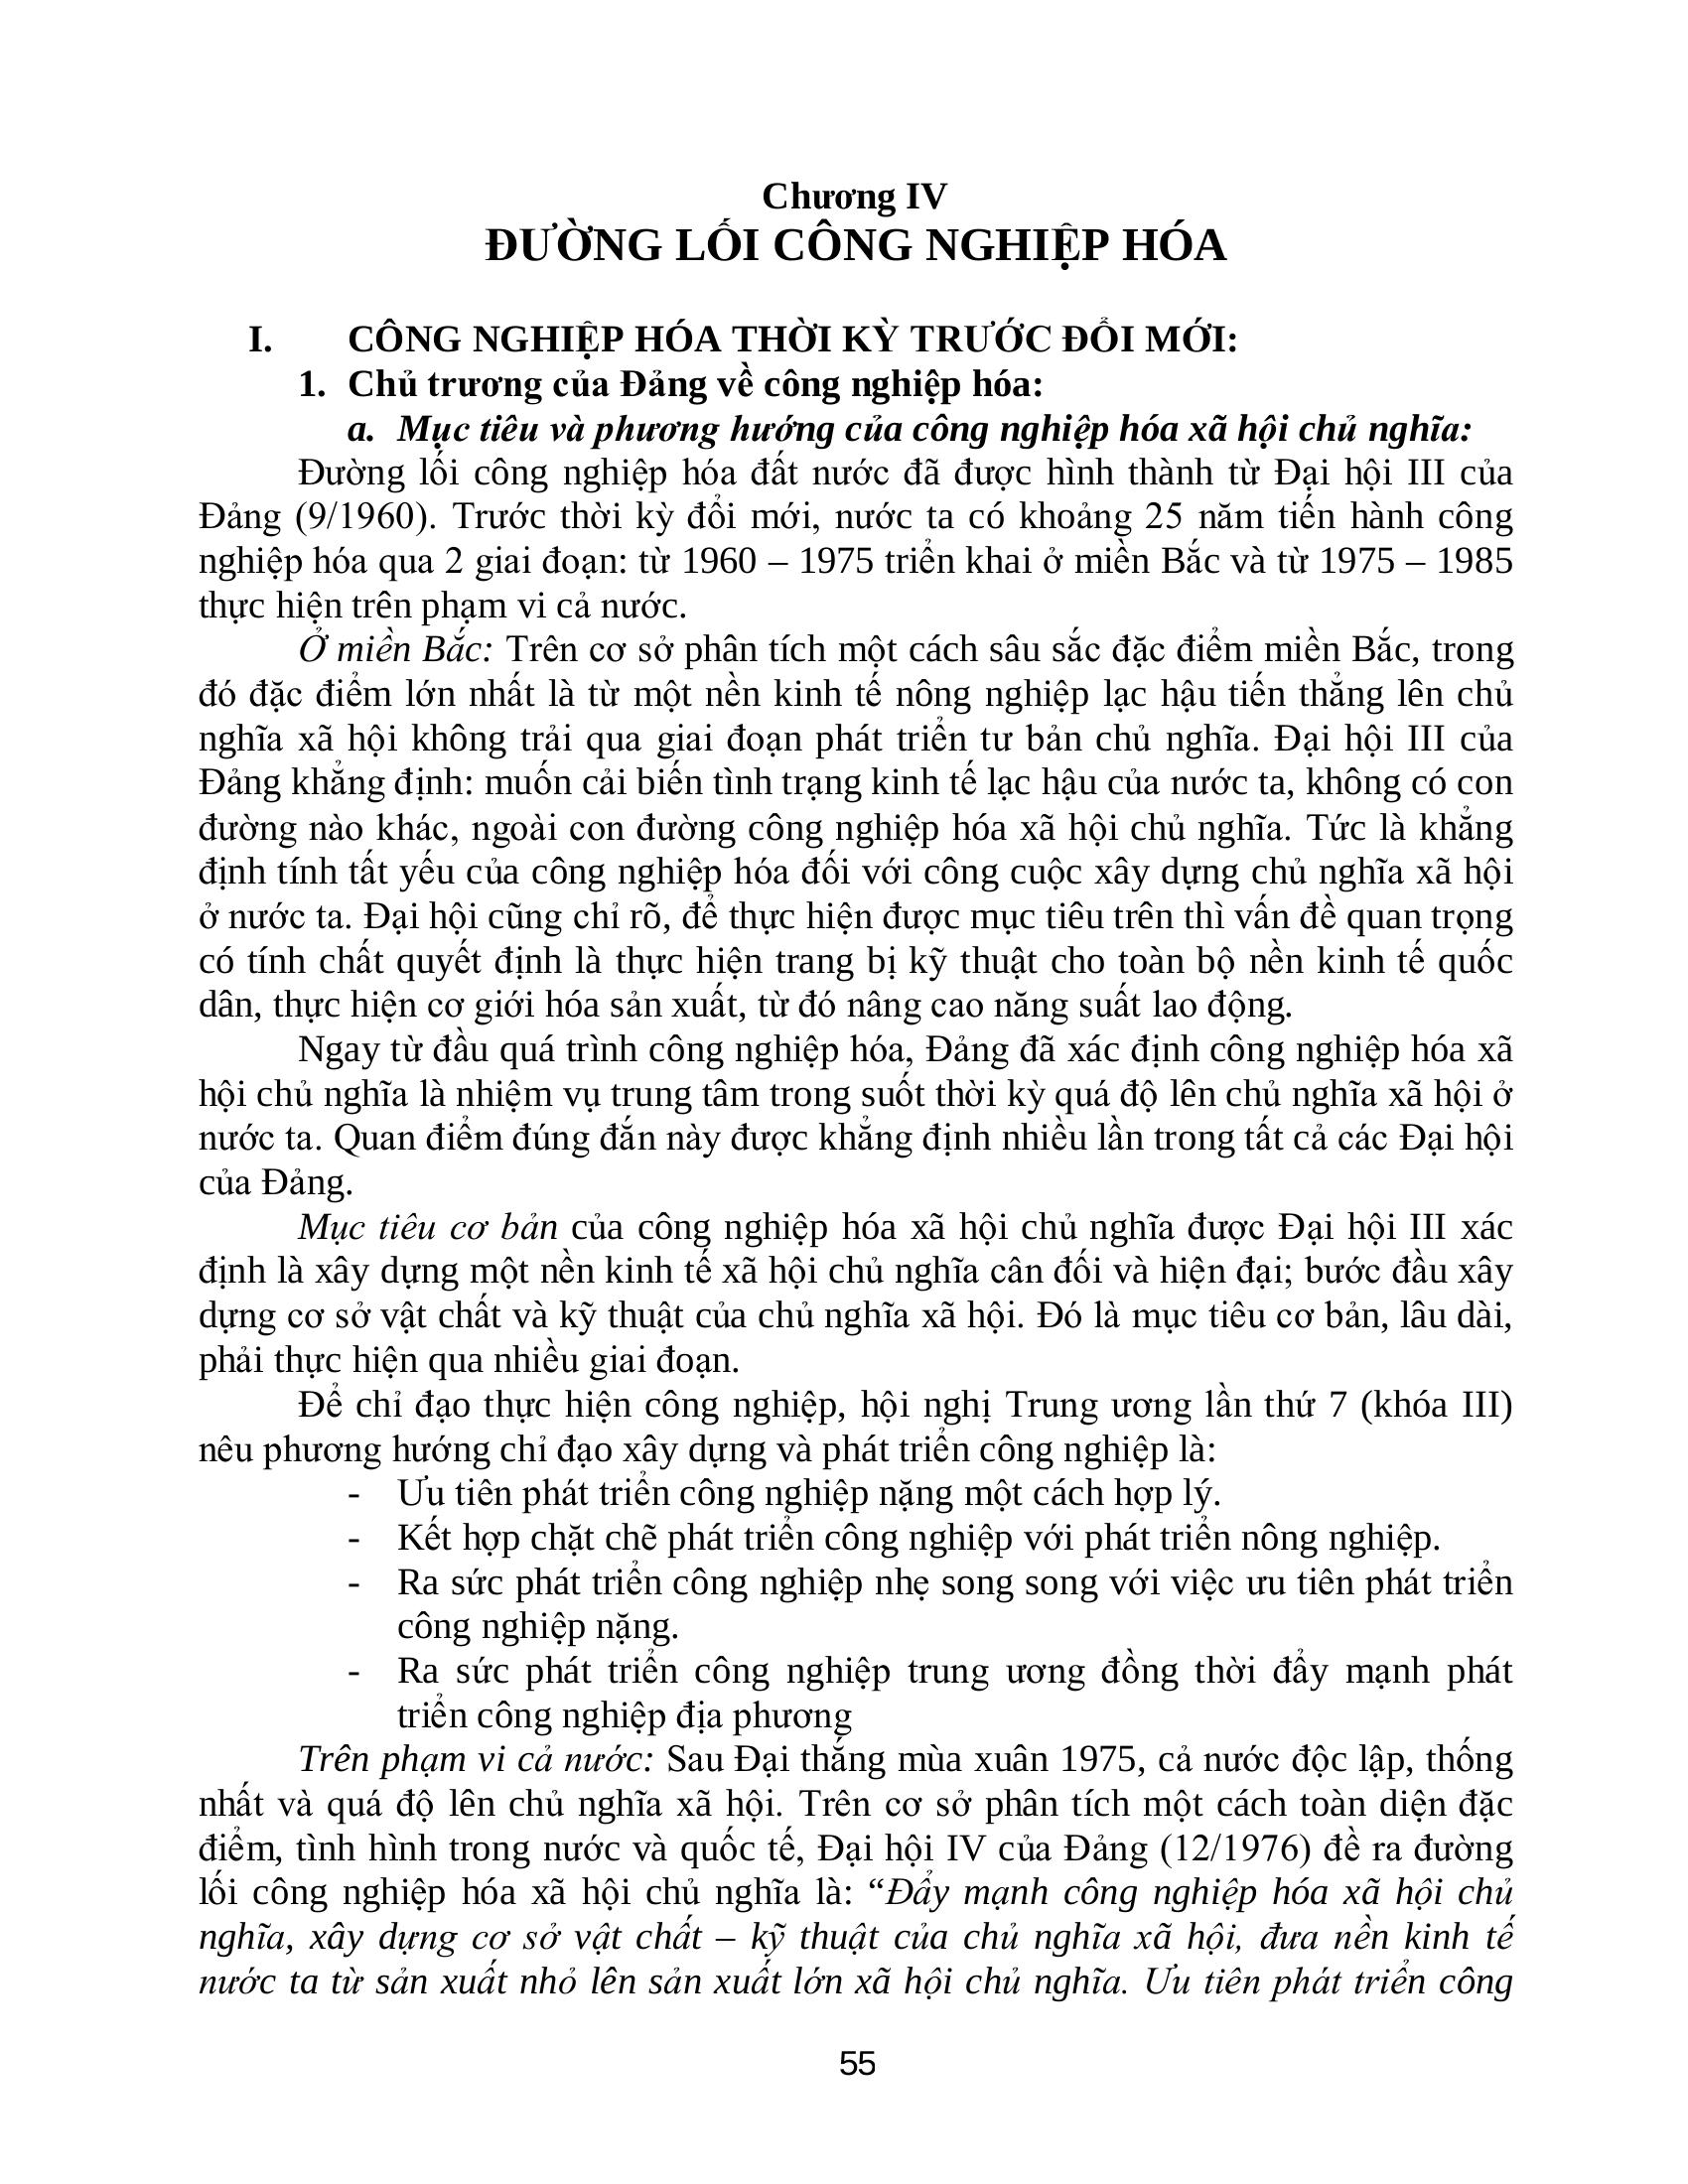 Chương IV
ĐƯỜNG LỐI CÔNG NGHIỆP HÓA
I. CÔNG NGHIỆP HÓA THỜI KỲ TRƯỚC ĐỔI MỚI:
1. Chủ trương của Đảng về công nghiệp hóa:
a. Mục tiêu và phương hướng của công nghiệp hóa xã hội chủ nghĩa:
Đường lối công nghiệp hóa đất nước đã được hình thành từ Đại hội III của
Đảng (9/1960). Trước thời kỳ đổi mới, nước ta có khoảng 25 năm tiến hành công
nghiệp hóa qua 2 giai đoạn: từ 1960 – 1975 triển khai ở miền Bắc và từ 1975 – 1985
thực hiện trên phạm vi cả nước.
Ở miền Bắc: Trên cơ sở phân tích một cách sâu sắc đặc điểm miền Bắc, trong
đó đặc điểm lớn nhất là từ một nền kinh tế nông nghiệp lạc hậu tiến thẳng lên chủ
nghĩa xã hội không trải qua giai đoạn phát triển tư bản chủ nghĩa. Đại hội III của
Đảng khẳng định: muốn cải biến tình trạng kinh tế lạc hậu của nước ta, không có con
đường nào khác, ngoài con đường công nghiệp hóa xã hội chủ nghĩa. Tức là khẳng
định tính tất yếu của công nghiệp hóa đối với công cuộc xây dựng chủ nghĩa xã hội
ở nước ta. Đại hội cũng chỉ rõ, để thực hiện được mục tiêu trên thì vấn đề quan trọng
có tính chất quyết định là thực hiện trang bị kỹ thuật cho toàn bộ nền kinh tế quốc
dân, thực hiện cơ giới hóa sản xuất, từ đó nâng cao năng suất lao động.
Ngay từ đầu quá trình công nghiệp hóa, Đảng đã xác định công nghiệp hóa xã
hội chủ nghĩa là nhiệm vụ trung tâm trong suốt thời kỳ quá độ lên chủ nghĩa xã hội ở
nước ta. Quan điểm đúng đắn này được khẳng định nhiều lần trong tất cả các Đại hội
của Đảng.
Mục tiêu cơ bản của công nghiệp hóa xã hội chủ nghĩa được Đại hội III xác
định là xây dựng một nền kinh tế xã hội chủ nghĩa cân đối và hiện đại; bước đầu xây
dựng cơ sở vật chất và kỹ thuật của chủ nghĩa xã hội. Đó là mục tiêu cơ bản, lâu dài,
phải thực hiện qua nhiều giai đoạn.
Để chỉ đạo thực hiện công nghiệp, hội nghị Trung ương lần thứ 7 (khóa III)
nêu phương hướng chỉ đạo xây dựng và phát triển công nghiệp là:
- Ưu tiên phát triển công nghiệp nặng một cách hợp lý.
- Kết hợp chặt chẽ phát triển công nghiệp với phát triển nông nghiệp.
- Ra sức phát triển công nghiệp nhẹ song song với việc ưu tiên phát triển
công nghiệp nặng.
- Ra sức phát triển công nghiệp trung ương đồng thời đẩy mạnh phát
triển công nghiệp địa phương
Trên phạm vi cả nước: Sau Đại thắng mùa xuân 1975, cả nước độc lập, thống
nhất và quá độ lên chủ nghĩa xã hội. Trên cơ sở phân tích một cách toàn diện đặc
điểm, tình hình trong nước và quốc tế, Đại hội IV của Đảng (12/1976) đề ra đường
lối công nghiệp hóa xã hội chủ nghĩa là: “Đẩy mạnh công nghiệp hóa xã hội chủ
nghĩa, xây dựng cơ sở vật chất – kỹ thuật của chủ nghĩa xã hội, đưa nền kinh tế
nước ta từ sản xuất nhỏ lên sản xuất lớn xã hội chủ nghĩa. Ưu tiên phát triển công
55